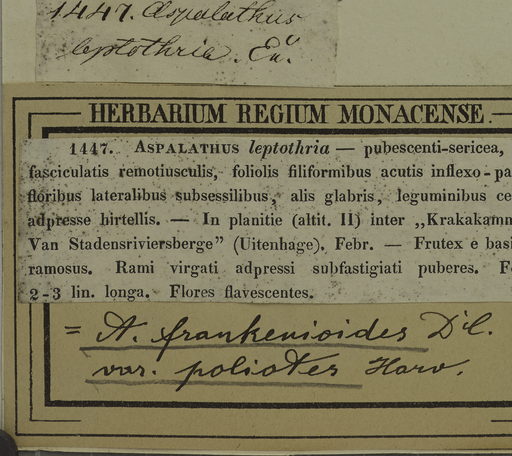 1447. Aspalathus
leptothria. E.
HERBARIUM REGIUM MONACENSE.
1447. ASPALATHUS leptothria — pubescenti-sericea,
fasciculatis remotiusculis, foliolis filiformibus acutis inflexo-pa
floribus lateralibus subsessilibus, alis glabris, leguminibus ce
adpresse hirtellis. — In planitie (altit. II) inter „Krakakamm
Van Stadensriviersberge” (Uitenhage). Febr. — Frutex e basi
ramosus. Rami virgati adpressi subfastigiati puberes. F
2-3 lin. longa. Flores flavescentes.
= A. frankenioides DC.
var. poliotes Harv.